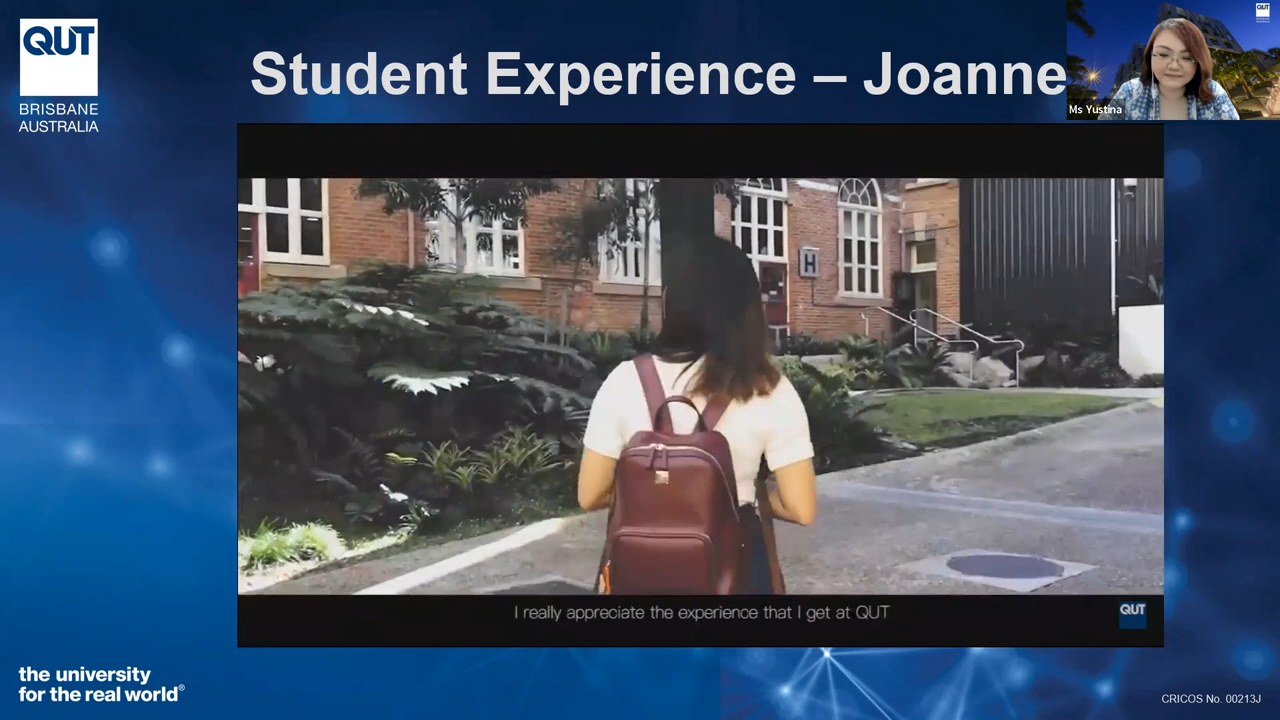 QUT
BRISBANE
AUSTRALIA
Student Experience – Joanne
Ms Yustina
H
I really appreciate the experience that I get at QUT
QUT
the university
for the real world®
CRICOS No. 00213J